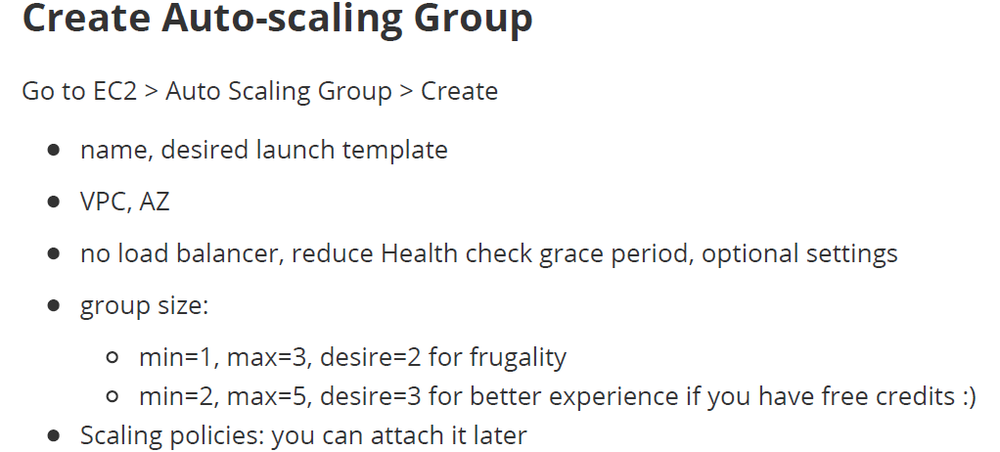 Create Auto-scaling Group
Go to EC2 > Auto Scaling Group > Create
name, desired launch template
VPC, AZ
no load balancer, reduce Health check grace period, optional settings
group size:
min=1, max=3, desire=2 for frugality
min=2, max=5, desire=3 for better experience if you have free credits :)
Scaling policies: you can attach it later